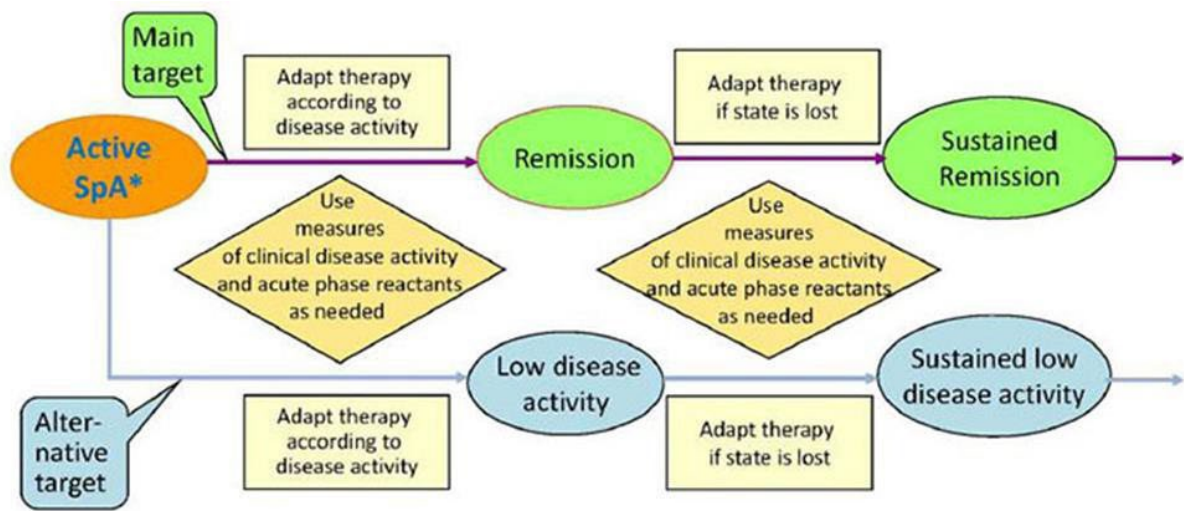 Main
target
Adapt therapy
according to
disease activity
Adapt therapy
if state is lost
Active
SpA*
Remission
Sustained
Remission
Use
measures
of clinical disease activity
and acute phase reactants
as needed
Use
measures
of clinical disease activity
and acute phase reactants
as needed
Low disease
activity
Sustained low
disease activity
Alter-
native
target
Adapt therapy
according to
disease activity
Adapt therapy
if state is lost